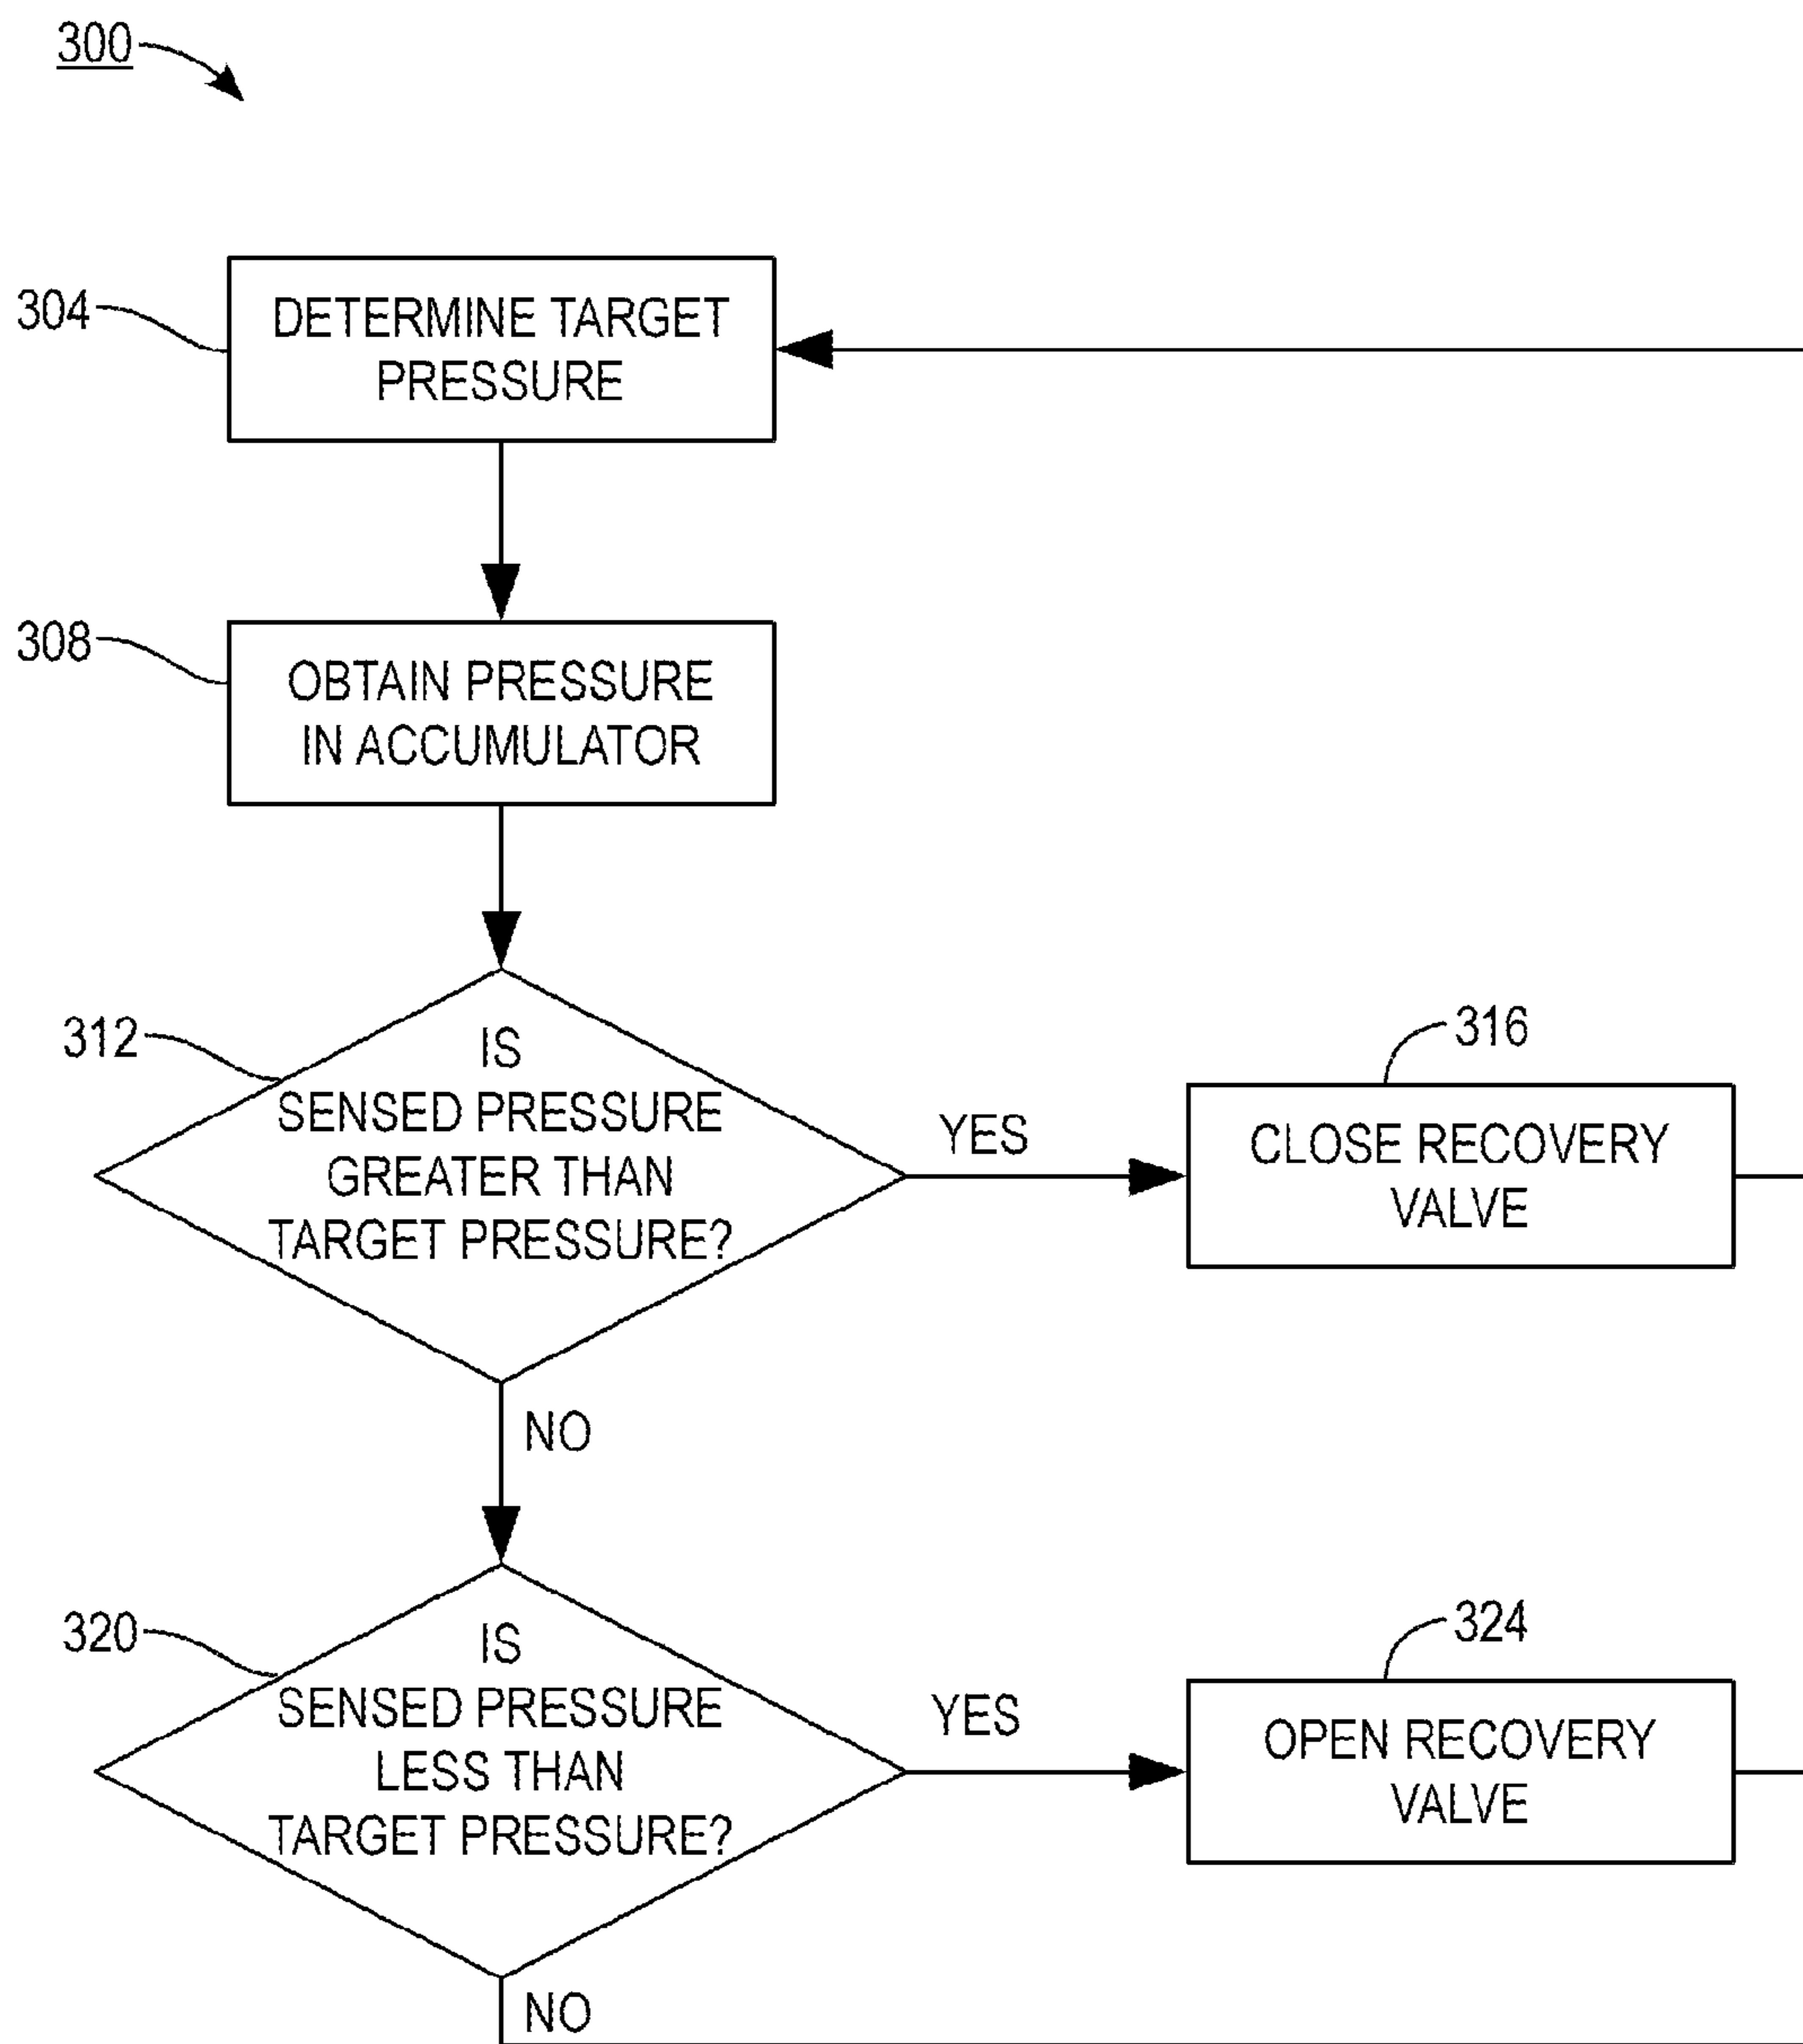 300
304
DETERMINE TARGET
PRESSURE
308
OBTAIN PRESSURE
IN ACCUMULATOR
312
IS
SENSED PRESSURE
GREATER THAN
TARGET PRESSURE?
YES
316
CLOSE RECOVERY
VALVE
NO
320
IS
SENSED PRESSURE
LESS THAN
TARGET PRESSURE?
YES
324
OPEN RECOVERY
VALVE
NO